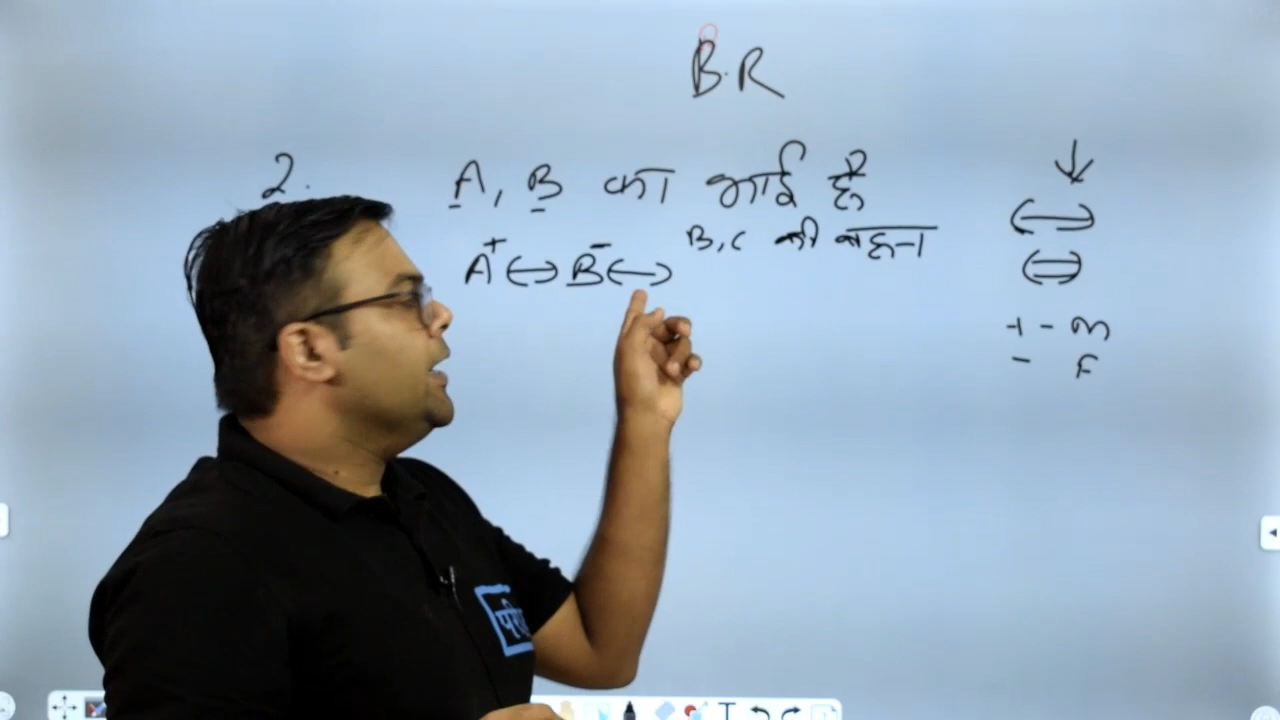 B.R
2.
A, B का भाई है
B, C की बहन
A⁺ ↔ B⁻ ↔
↓
↔
⇔
+ - m
- F